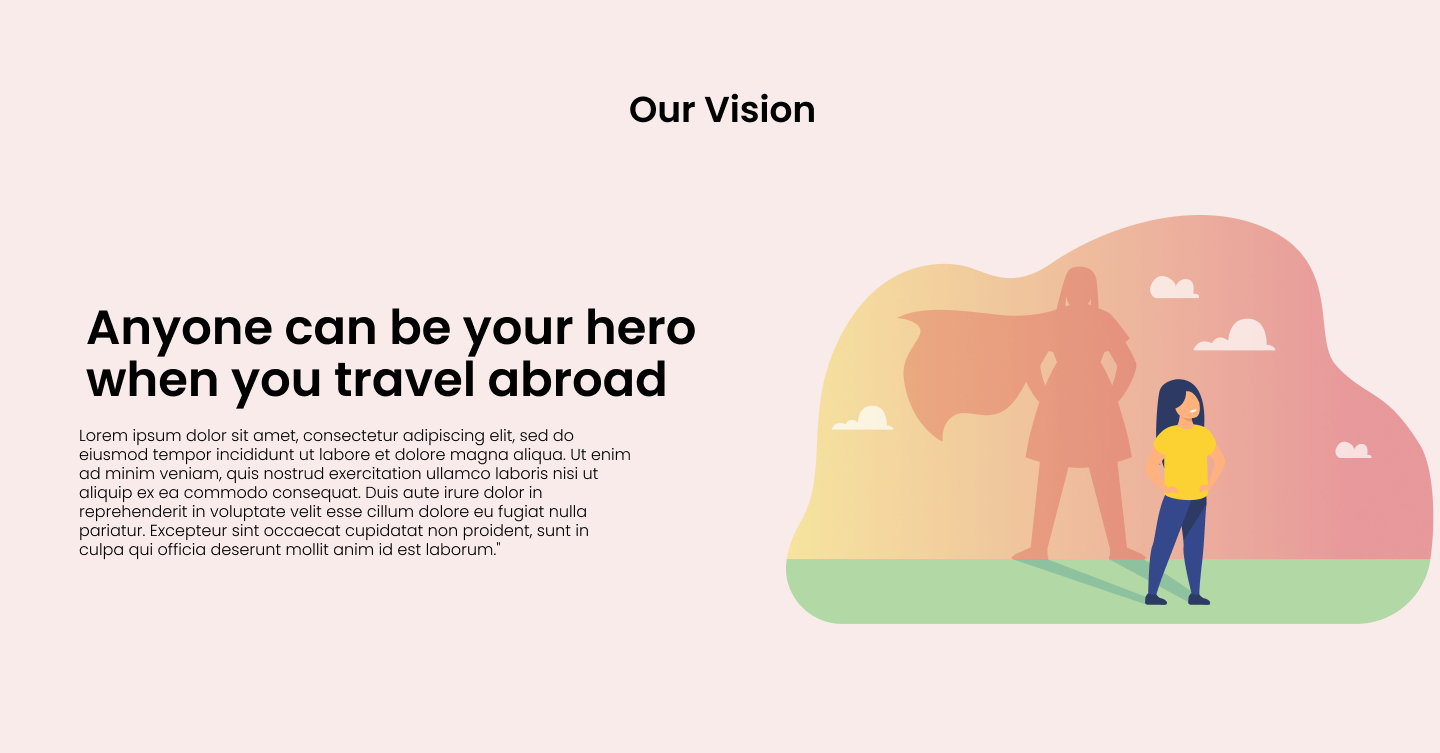 Our Vision
Anyone can be your hero
when you travel abroad
Lorem ipsum dolor sit amet, consectetur adipiscing elit, sed do
eiusmod tempor incididunt ut labore et dolore magna aliqua. Ut enim
ad minim veniam, quis nostrud exercitation ullamco laboris nisi ut
aliquip ex ea commodo consequat. Duis aute irure dolor in
reprehenderit in voluptate velit esse cillum dolore eu fugiat nulla
pariatur. Excepteur sint occaecat cupidatat non proident, sunt in
culpa qui officia deserunt mollit anim id est laborum."